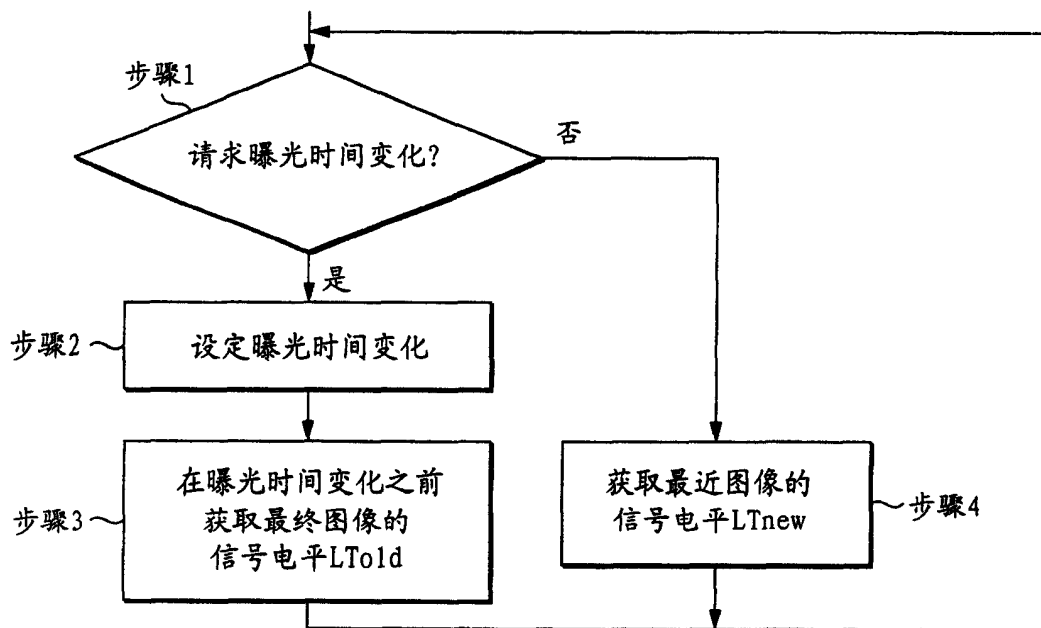 步骤1
请求曝光时间变化?
否
是
步骤2
设定曝光时间变化
步骤3
在曝光时间变化之前
获取最终图像的
信号电平LTold
获取最近图像的
信号电平LTnew
步骤4